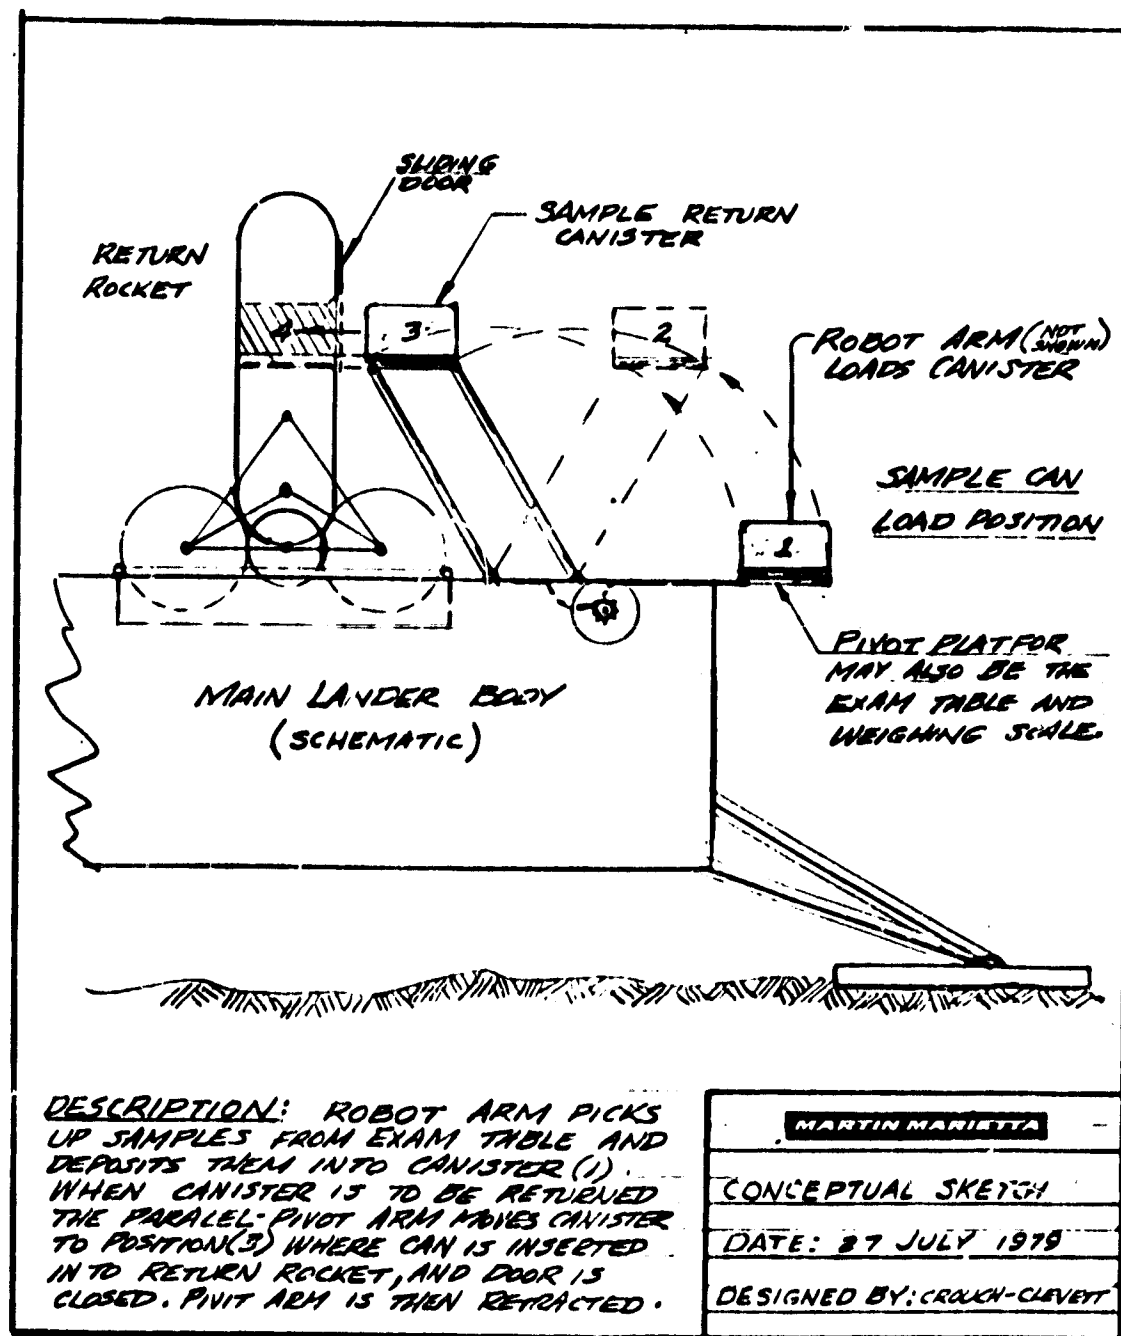 SLIDING
DOOR
SAMPLE RETURN
CANISTER
RETURN
ROCKET
4
3
2
ROBOT ARM (NOT SHOWN)
LOADS CANISTER
SAMPLE CAN
LOAD POSITION
1
PIVOT PLATFOR
MAY ALSO BE THE
EXAM TABLE AND
WEIGHING SCALE.
MAIN LANDER BODY
(SCHEMATIC)
DESCRIPTION: ROBOT ARM PICKS
UP SAMPLES FROM EXAM TABLE AND
DEPOSITS THEM INTO CANISTER (1).
WHEN CANISTER IS TO BE RETURNED
THE PARALEL-PIVOT ARM MOVES CANISTER
TO POSITION(3) WHERE CAN IS INSERTED
INTO RETURN ROCKET, AND DOOR IS
CLOSED. PIVIT ARM IS THEN RETRACTED.
MARTIN MARIETTA
CONCEPTUAL SKETCH
DATE: 27 JULY 1979
DESIGNED BY: CROUCH-CLEVETT